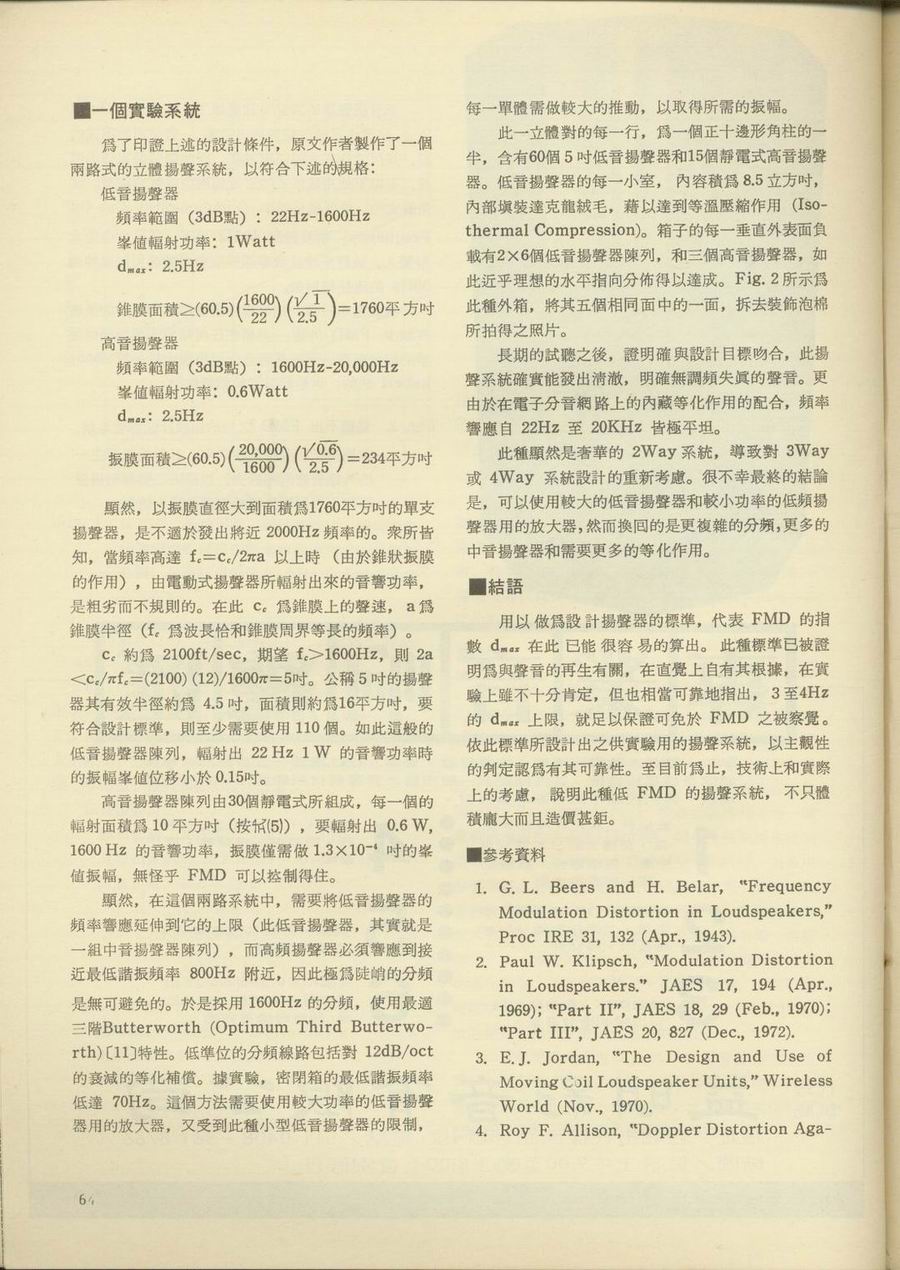 ■一個實驗系統
爲了印證上述的設計條件，原文作者製作了一個
兩路式的立體揚聲系統，以符合下述的規格：
低音揚聲器
頻率範圍（3dB點）：22Hz-1600Hz
峯値輻射功率：1Watt
dmax：2.5Hz
錐膜面積≥(60.5)(1600/22)(√1/2.5)=1760平方吋
高音揚聲器
頻率範圍（3dB點）：1600Hz-20,000Hz
峯値輻射功率：0.6Watt
dmax：2.5Hz
振膜面積≥(60.5)(20,000/1600)(√0.6/2.5)=234平方吋
顯然，以振膜直徑大到面積爲1760平方吋的單支
揚聲器，是不適於發出將近 2000Hz 頻率的。衆所皆
知，當頻率高達 fc=cc/2πa 以上時（由於錐狀振膜
的作用），由電動式揚聲器所輻射出來的音響功率，
是粗劣而不規則的。在此 cc 爲錐膜上的聲速，a 爲
錐膜半徑（fc 爲波長恰和錐膜周界等長的頻率）。
cc 約爲 2100ft/sec，期望 fc>1600Hz，則 2a
<cc/πfc=(2100) (12)/1600π=5吋。公稱 5 吋的揚聲
器其有效半徑約爲 4.5 吋，面積則約爲16平方吋，要
符合設計標準，則至少需要使用 110 個。如此這般的
低音揚聲器陳列，輻射出 22 Hz 1 W 的音響功率時
的振幅峯値位移小於 0.15吋。
高音揚聲器陳列由30個靜電式所組成，每一個的
輻射面積爲 10 平方吋（按式(5)），要輻射出 0.6 W,
1600 Hz 的音響功率，振膜僅需做 1.3×10⁻⁴ 吋的峯
値振幅，無怪乎 FMD 可以控制得住。
顯然，在這個兩路系統中，需要將低音揚聲器的
頻率響應延伸到它的上限（此低音揚聲器，其實就是
一組中音揚聲器陳列），而高頻揚聲器必須響應到接
近最低諧振頻率 800Hz 附近，因此極爲陡峭的分頻
是無可避免的。於是採用 1600Hz 的分頻，使用最適
三階Butterworth (Optimum Third Butterwo-
rth)〔11〕特性。低準位的分頻線路包括對 12dB/oct
的衰減的等化補償。據實驗，密閉箱的最低諧振頻率
低達 70Hz。這個方法需要使用較大功率的低音揚聲
器用的放大器，又受到此種小型低音揚聲器的限制，
每一單體需做較大的推動，以取得所需的振幅。
此一立體對的每一行，爲一個正十邊形角柱的一
半，含有60個 5 吋低音揚聲器和15個靜電式高音揚聲
器。低音揚聲器的每一小室，內容積爲 8.5 立方吋，
內部塡裝達克龍絨毛，藉以達到等溫壓縮作用 (Iso-
thermal Compression)。箱子的每一垂直外表面負
載有2×6個低音揚聲器陳列，和三個高音揚聲器，如
此近乎理想的水平指向分佈得以達成。Fig. 2 所示爲
此種外箱，將其五個相同面中的一面，拆去裝飾泡棉
所拍得之照片。
長期的試聽之後，證明確與設計目標吻合，此揚
聲系統確實能發出淸澈，明確無調頻失眞的聲音。更
由於在電子分音網路上的內藏等化作用的配合，頻率
響應自 22Hz 至 20KHz 皆極平坦。
此種顯然是奢華的 2Way 系統，導致對 3Way
或 4Way 系統設計的重新考慮。很不幸最終的結論
是，可以使用較大的低音揚聲器和較小功率的低頻揚
聲器用的放大器，然而換囘的是更複雜的分頻，更多的
中音揚聲器和需要更多的等化作用。
■結語
用以做爲設計揚聲器的標準，代表 FMD 的指
數 dmax 在此已能很容易的算出。此種標準已被證
明爲與聲音的再生有關，在直覺上自有其根據，在實
驗上雖不十分肯定，但也相當可靠地指出，3 至4Hz
的 dmax 上限，就足以保證可免於 FMD 之被察覺。
依此標準所設計出之供實驗用的揚聲系統，以主觀性
的判定認爲有其可靠性。至目前爲止，技術上和實際
上的考慮，說明此種低 FMD 的揚聲系統，不只體
積龐大而且造價甚鉅。
■參考資料
1. G. L. Beers and H. Belar, "Frequency
Modulation Distortion in Loudspeakers,"
Proc IRE 31, 132 (Apr., 1943).
2. Paul W. Klipsch, "Modulation Distortion
in Loudspeakers." JAES 17, 194 (Apr.,
1969); "Part II", JAES 18, 29 (Feb., 1970);
"Part III", JAES 20, 827 (Dec., 1972).
3. E. J. Jordan, "The Design and Use of
Moving Coil Loudspeaker Units," Wireless
World (Nov., 1970).
4. Roy F. Allison, "Doppler Distortion Aga-
64